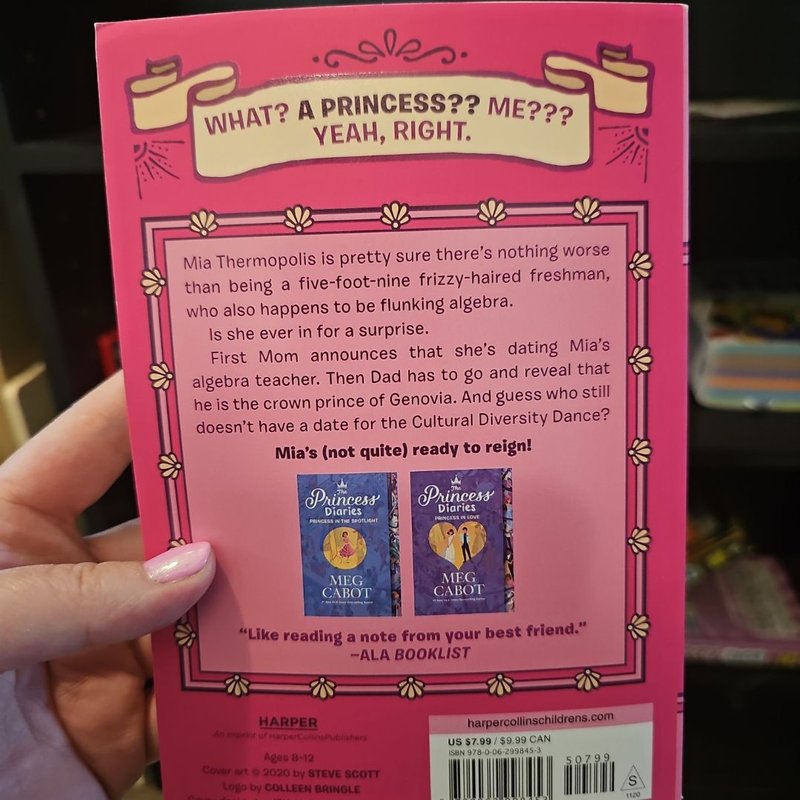 WHAT? A PRINCESS?? ME???
YEAH, RIGHT.
Mia Thermopolis is pretty sure there's nothing worse
than being a five-foot-nine frizzy-haired freshman,
who also happens to be flunking algebra.
Is she ever in for a surprise.
First Mom announces that she's dating Mia's
algebra teacher. Then Dad has to go and reveal that
he is the crown prince of Genovia. And guess who still
doesn't have a date for the Cultural Diversity Dance?
Mia's (not quite) ready to reign!
The
Princess
Diaries
PRINCESS IN THE SPOTLIGHT
MEG
CABOT
The
Princess
Diaries
PRINCESS IN LOVE
MEG
CABOT
"Like reading a note from your best friend."
–ALA BOOKLIST
HARPER
An imprint of HarperCollinsPublishers
Ages 8–12
Cover art © 2020 by STEVE SCOTT
Logo by COLLEEN BRINGLE
harpercollinschildrens.com
US $7.99 / $9.99 CAN
ISBN 978-0-06-299845-3
50799
S
1120